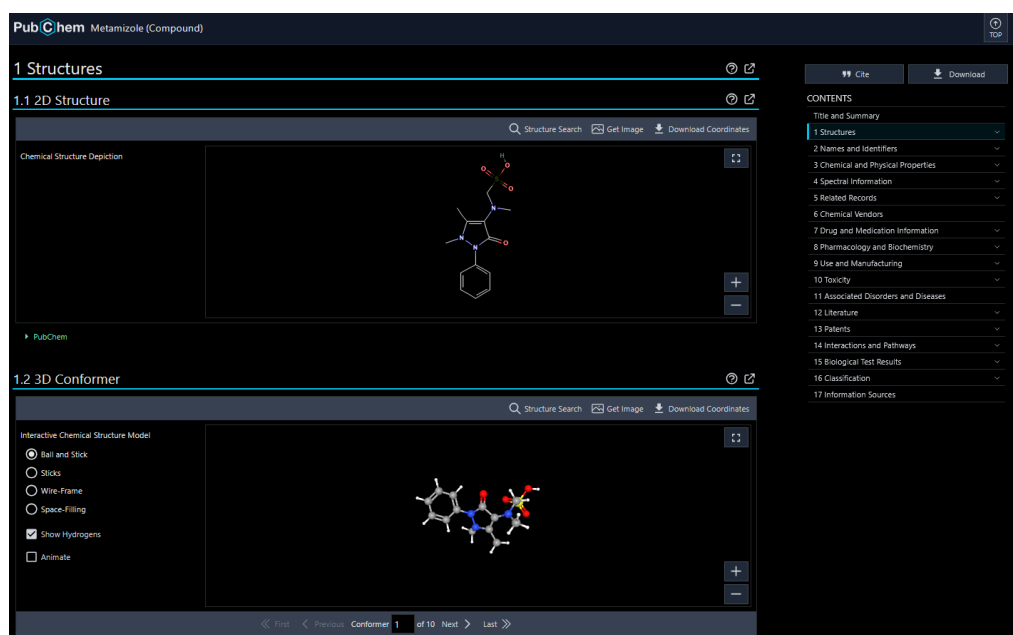 PubChem Metamizole (Compound)
TOP
1 Structures
1.1 2D Structure
Structure Search Get Image Download Coordinates
Chemical Structure Depiction
H
O
O S
O
N
N
N O
PubChem
1.2 3D Conformer
Structure Search Get Image Download Coordinates
Interactive Chemical Structure Model
Ball and Stick
Sticks
Wire-Frame
Space-Filling
Show Hydrogens
Animate
First Previous Conformer 1 of 10 Next Last
Cite Download
CONTENTS
Title and Summary
1 Structures
2 Names and Identifiers
3 Chemical and Physical Properties
4 Spectral Information
5 Related Records
6 Chemical Vendors
7 Drug and Medication Information
8 Pharmacology and Biochemistry
9 Use and Manufacturing
10 Toxicity
11 Associated Disorders and Diseases
12 Literature
13 Patents
14 Interactions and Pathways
15 Biological Test Results
16 Classification
17 Information Sources